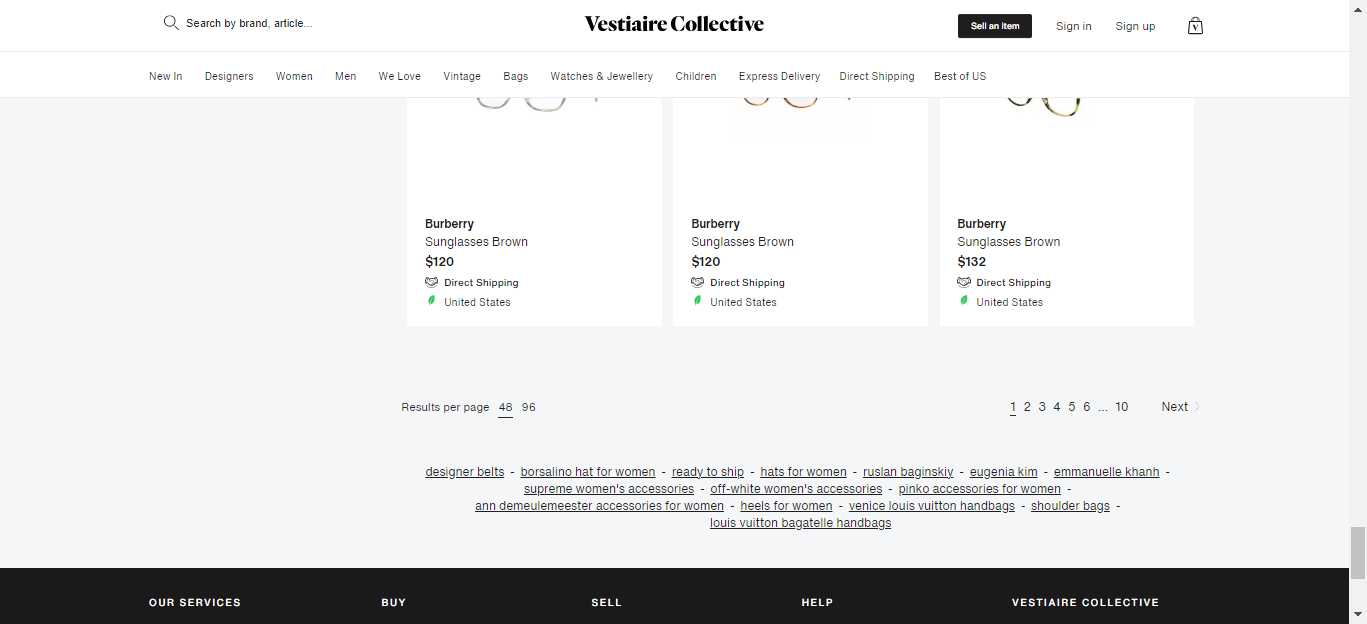 Search by brand, article...
Vestiaire Collective
Sell an item
Sign in
Sign up
V
New In Designers Women Men We Love Vintage Bags Watches & Jewellery Children Express Delivery Direct Shipping Best of US
Burberry
Sunglasses Brown
$120
Direct Shipping
United States
Burberry
Sunglasses Brown
$120
Direct Shipping
United States
Burberry
Sunglasses Brown
$132
Direct Shipping
United States
Results per page 48 96
1 2 3 4 5 6 ... 10 Next
designer belts - borsalino hat for women - ready to ship - hats for women - ruslan baginskiy - eugenia kim - emmanuelle khanh -
supreme women's accessories - off-white women's accessories - pinko accessories for women -
ann demeulemeester accessories for women - heels for women - venice louis vuitton handbags - shoulder bags -
louis vuitton bagatelle handbags
OUR SERVICES BUY SELL HELP VESTIAIRE COLLECTIVE